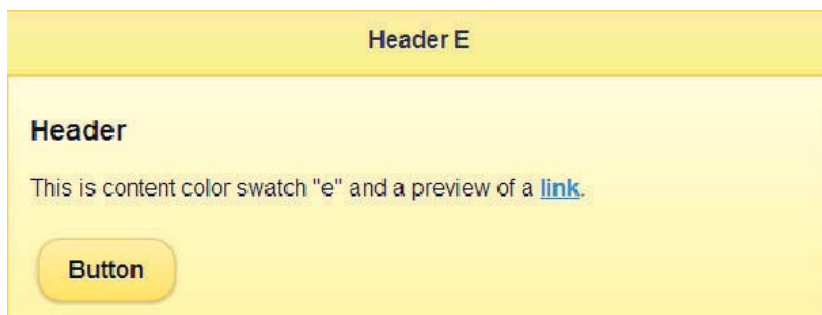 Header E
Header
This is content color swatch "e" and a preview of a link.
Button